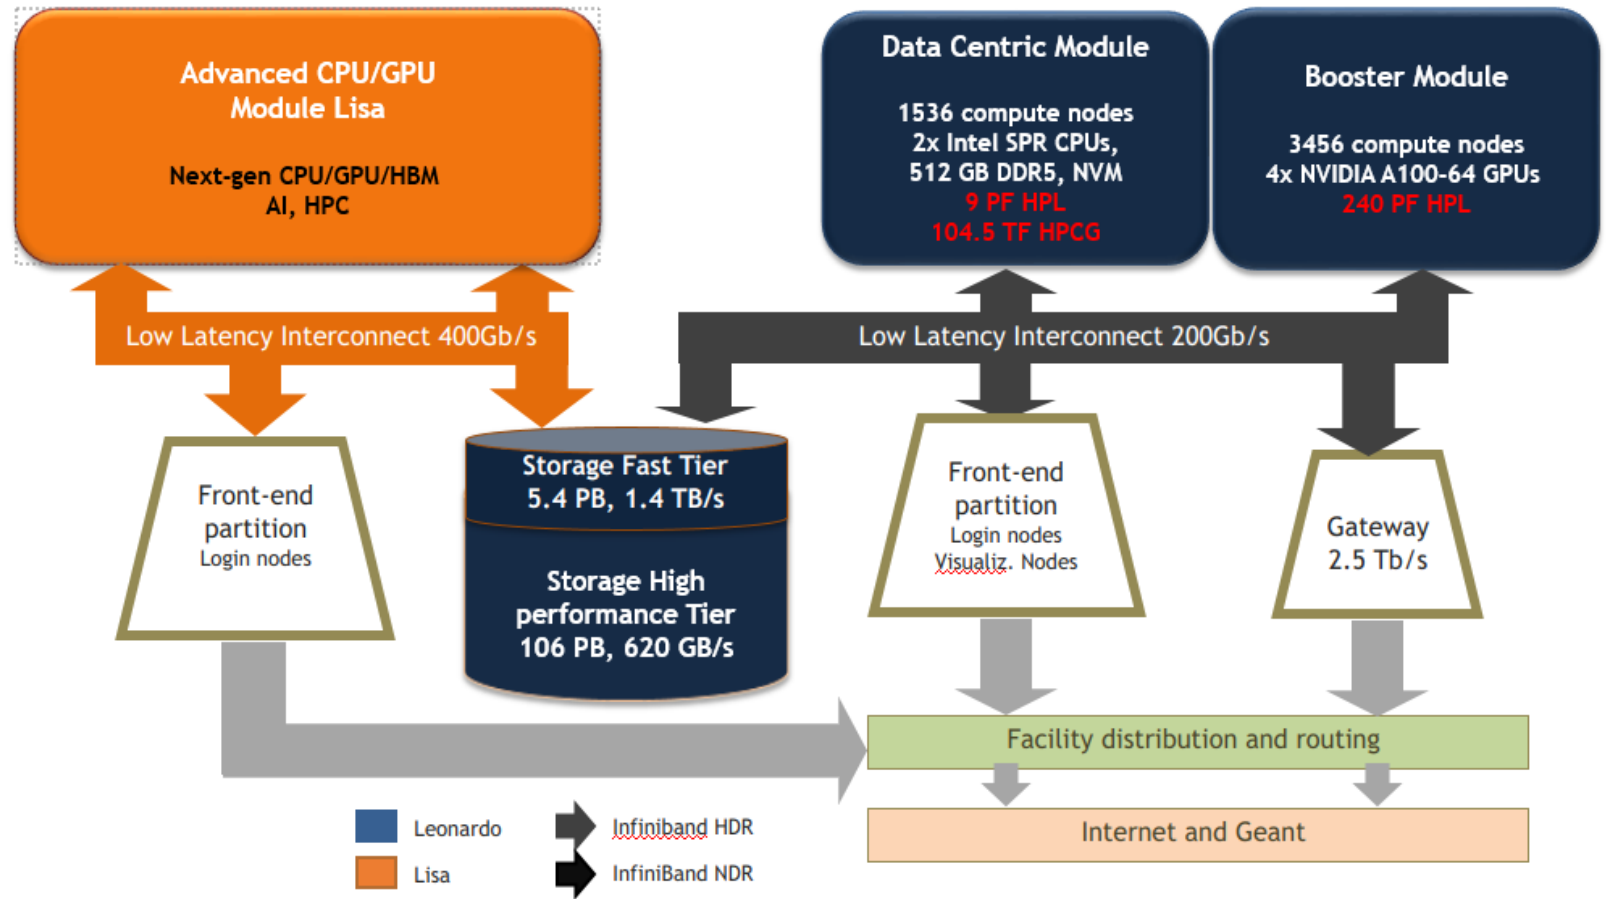 Advanced CPU/GPU
Module Lisa
Next-gen CPU/GPU/HBM
AI, HPC
Data Centric Module
1536 compute nodes
2x Intel SPR CPUs,
512 GB DDR5, NVM
9 PF HPL
104.5 TF HPCG
Booster Module
3456 compute nodes
4x NVIDIA A100-64 GPUs
240 PF HPL
Low Latency Interconnect 400Gb/s
Low Latency Interconnect 200Gb/s
Front-end
partition
Login nodes
Storage Fast Tier
5.4 PB, 1.4 TB/s
Storage High
performance Tier
106 PB, 620 GB/s
Front-end
partition
Login nodes
Visualiz. Nodes
Gateway
2.5 Tb/s
Facility distribution and routing
Internet and Geant
Leonardo
Infiniband HDR
Lisa
InfiniBand NDR